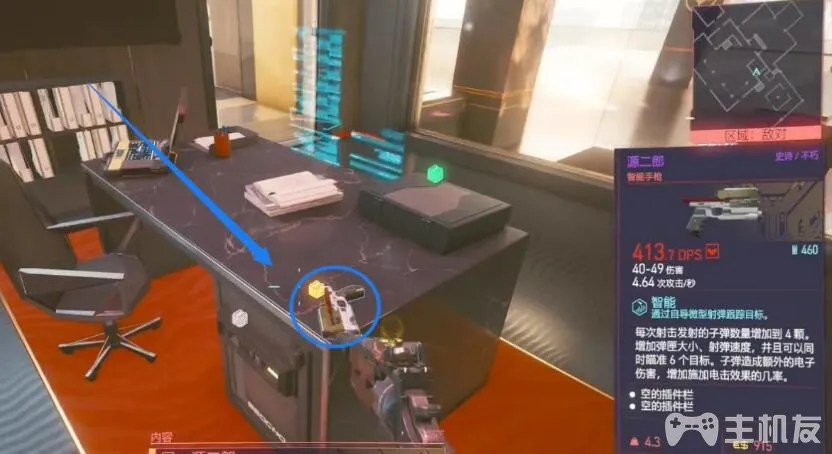 区域：敌对
源二郎
史诗 / 不朽
智能手枪
413.7 DPS
460
40-49 伤害
4.64 次攻击/秒
智能
通过自导微型射弹跟踪目标。
每次射击发射的子弹数量增加到 4 颗。
增加弹匣大小、射弹速度，并且可以同
时瞄准 6 个目标。子弹造成额外的电子
伤害，增加施加电击效果的几率。
空的插件栏
空的插件栏
4.3
915
主机友
内容